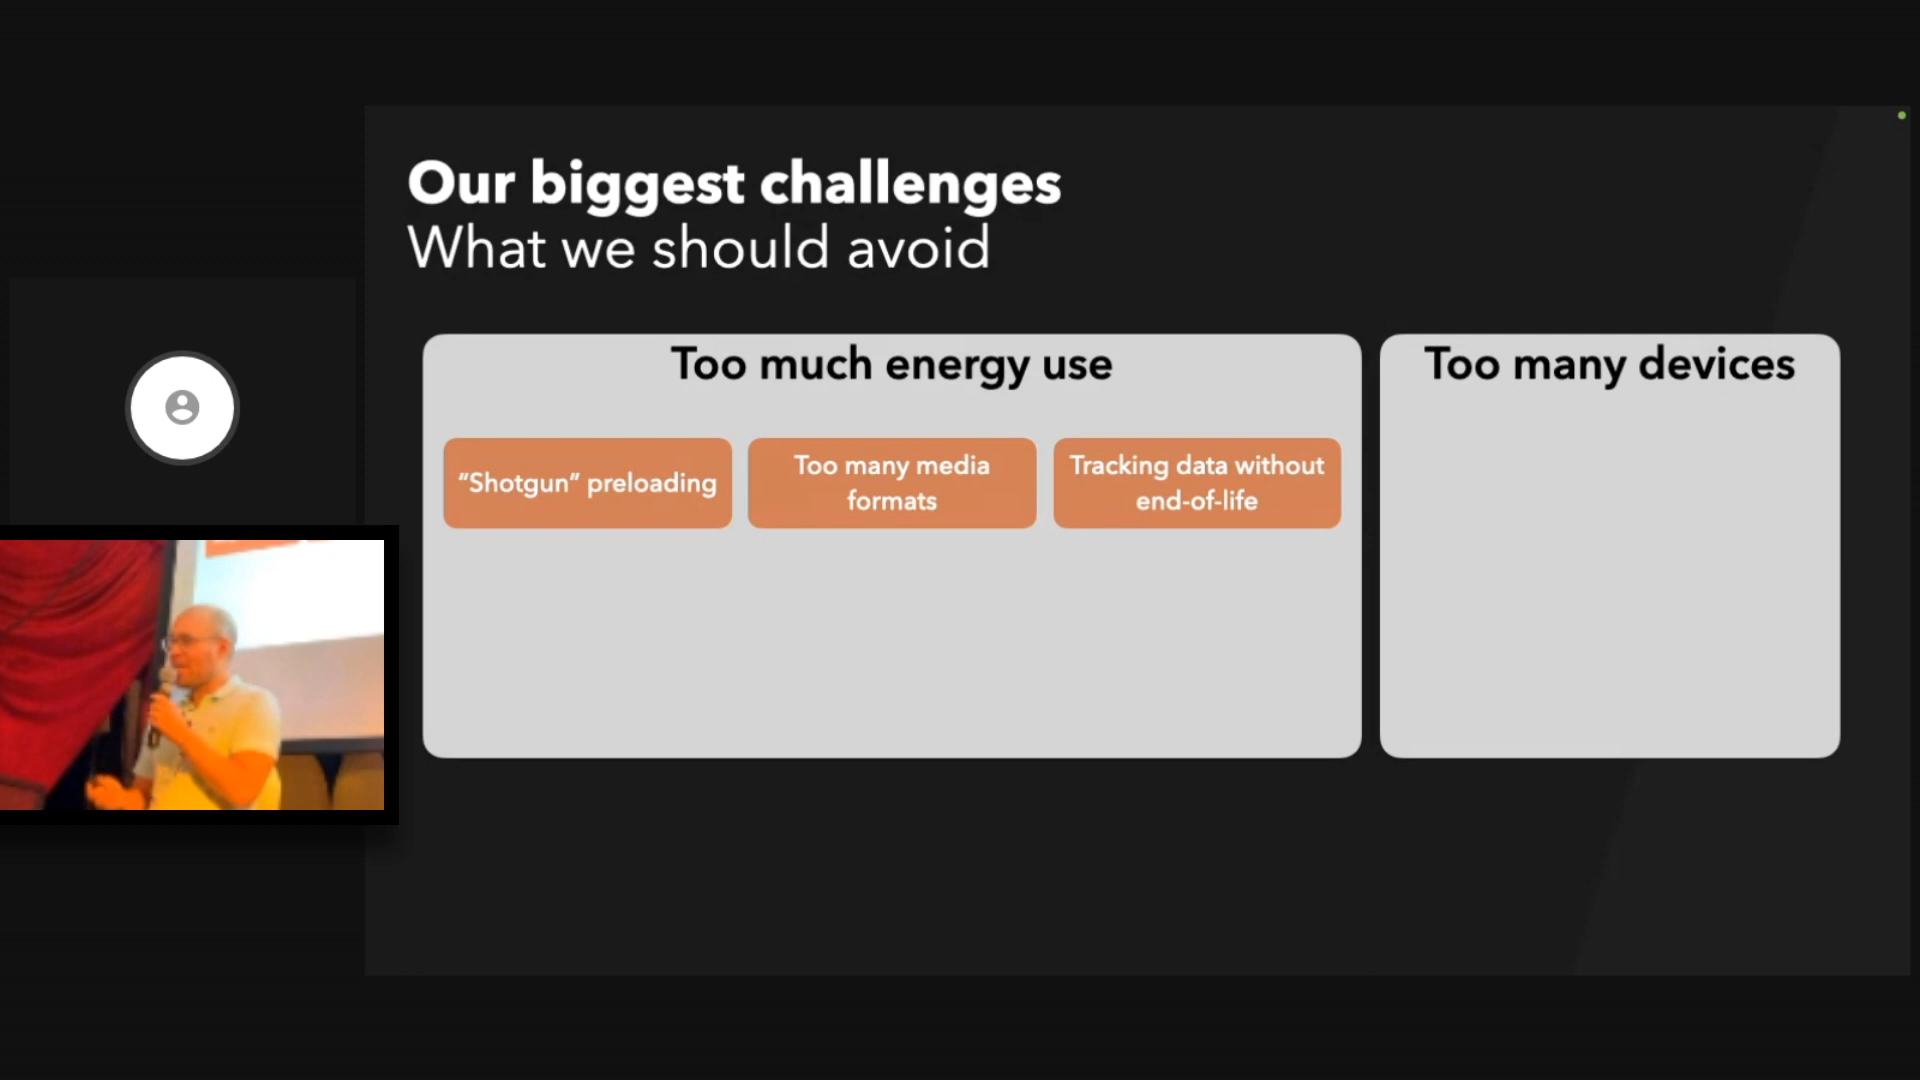 Our biggest challenges
What we should avoid
Too much energy use
“Shotgun” preloading
Too many media
formats
Tracking data without
end-of-life
Too many devices